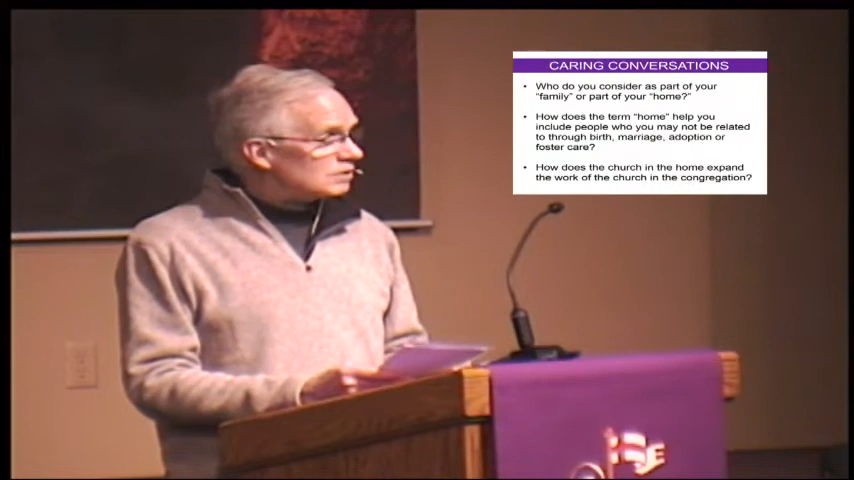 CARING CONVERSATIONS
• Who do you consider as part of your
“family” or part of your “home?”
• How does the term “home” help you
include people who you may not be related
to through birth, marriage, adoption or
foster care?
• How does the church in the home expand
the work of the church in the congregation?